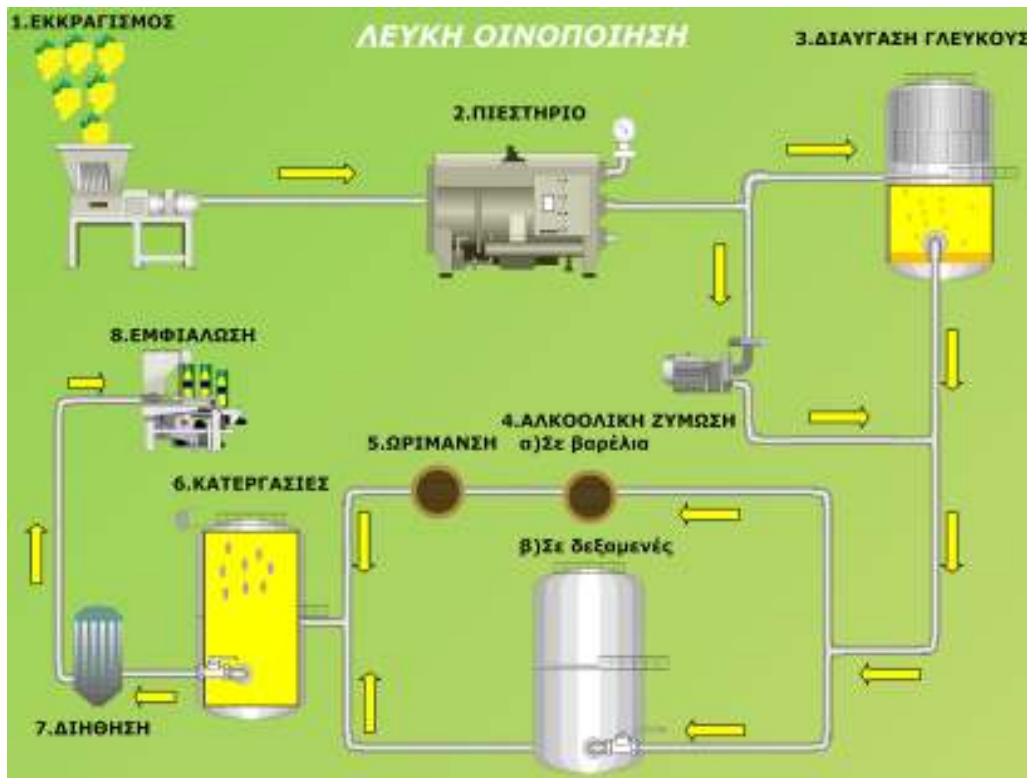 ΛΕΥΚΗ ΟΙΝΟΠΟΙΗΣΗ
1.ΕΚΚΡΑΓΙΣΜΟΣ
2.ΠΙΕΣΤΗΡΙΟ
3.ΔΙΑΥΓΑΣΗ ΓΛΕΥΚΟΥΣ
4.ΑΛΚΟΟΛΙΚΗ ΖΥΜΩΣΗ
α)Σε βαρέλια
β)Σε δεξαμενές
5.ΩΡΙΜΑΝΣΗ
6.ΚΑΤΕΡΓΑΣΙΕΣ
7.ΔΙΗΘΗΣΗ
8.ΕΜΦΙΑΛΩΣΗ